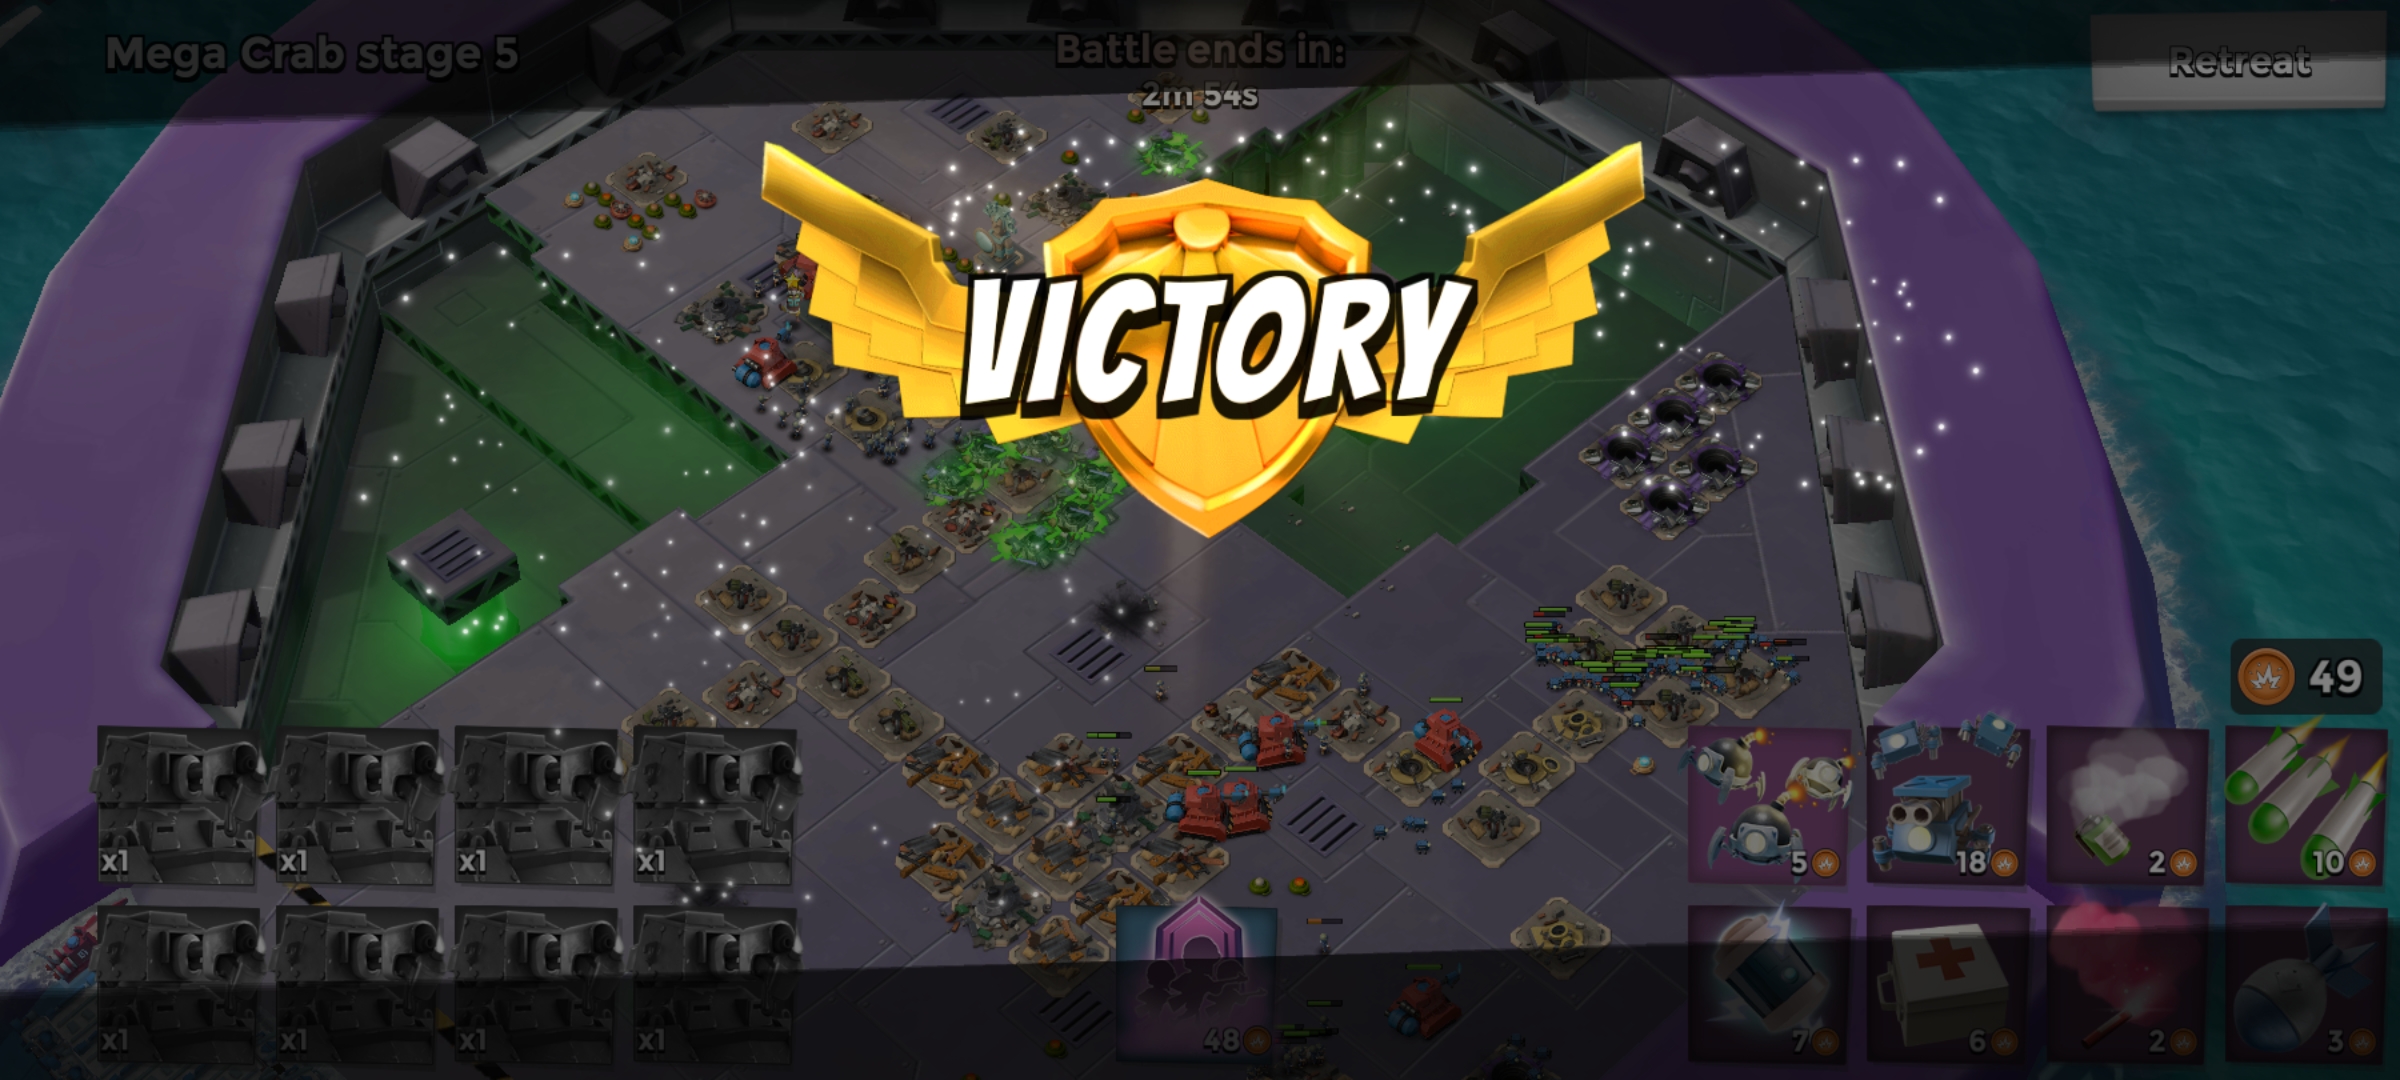 Mega Crab stage 5
Battle ends in:
2m 54s
Retreat
VICTORY
49
x1
x1
x1
x1
5
18
2
10
x1
x1
x1
x1
48
7
6
2
3